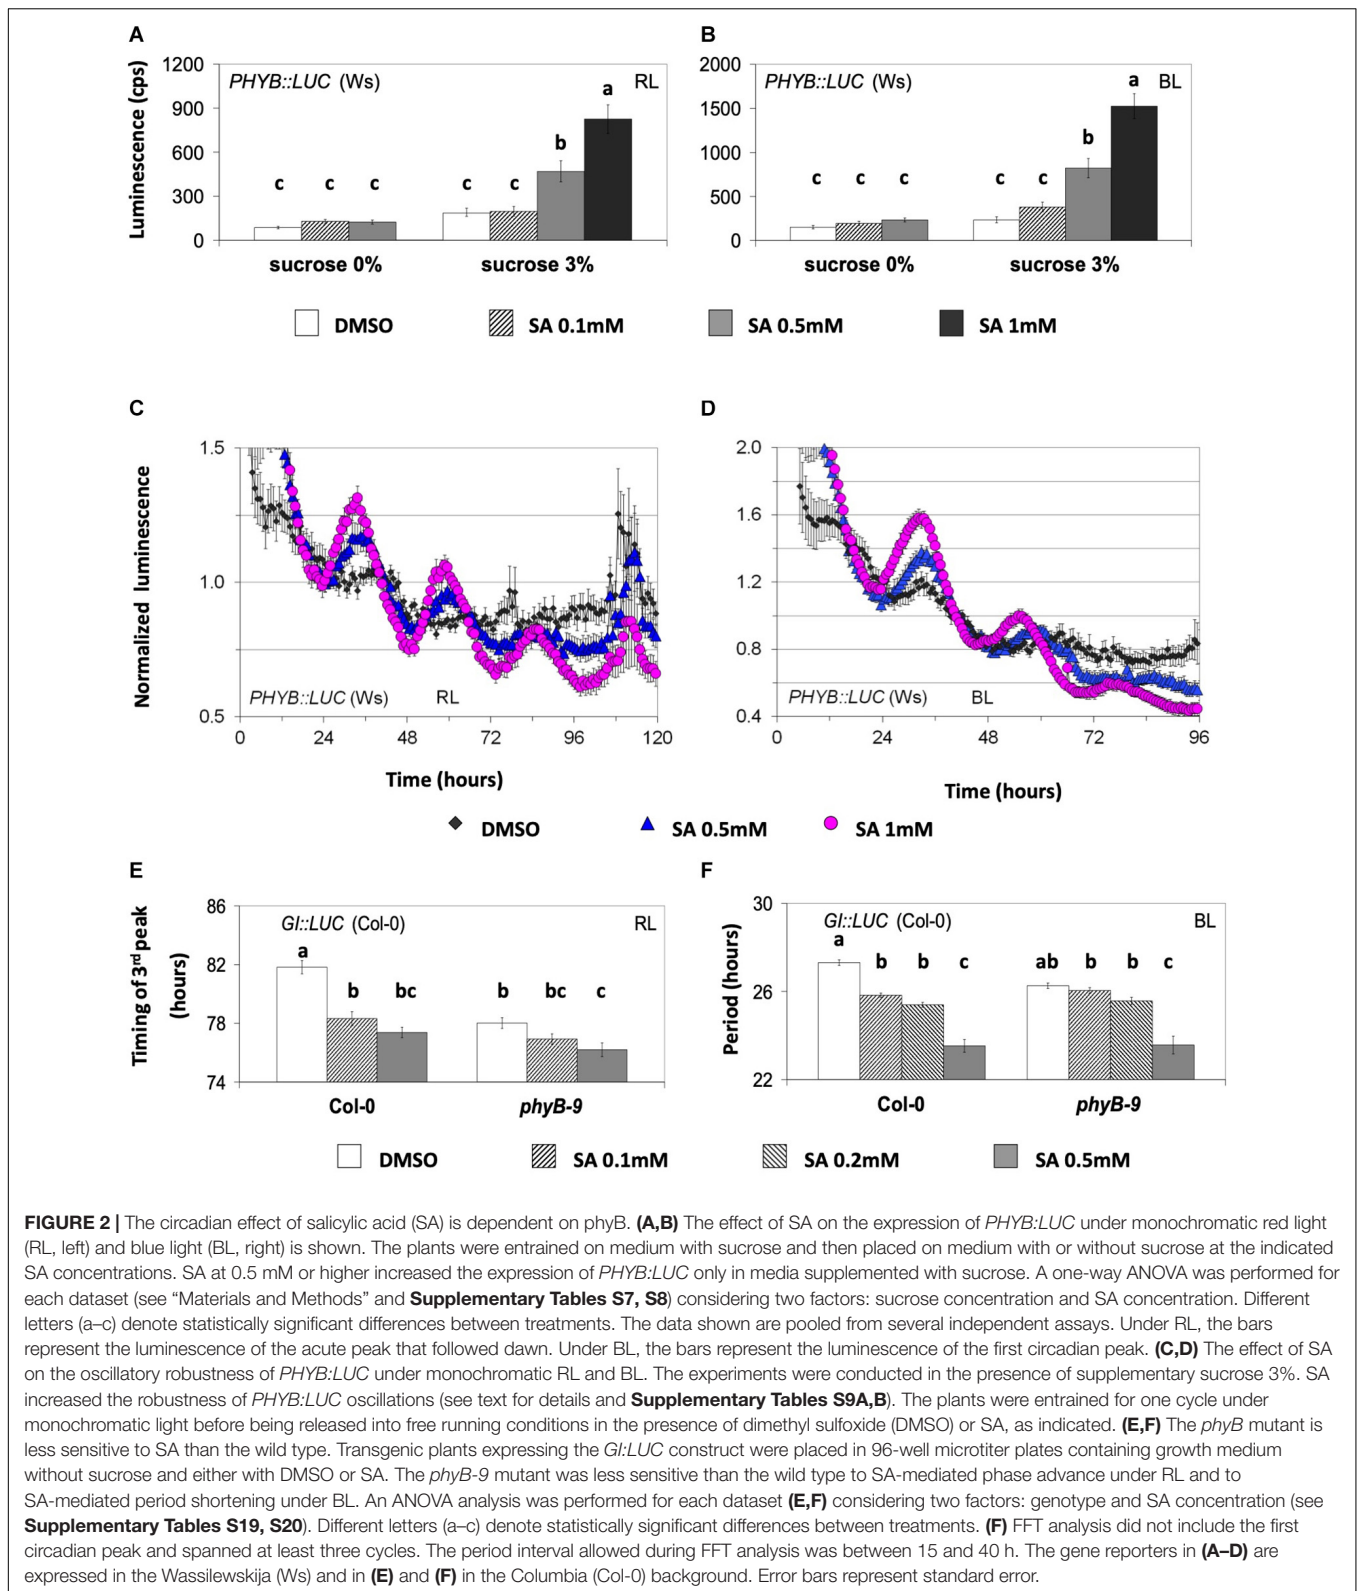 A
B
Luminescence (cps)
1200
900
600
300
0
PHYB::LUC (Ws)
RL
c c c c c b a
sucrose 0% sucrose 3%
2000
1500
1000
500
0
PHYB::LUC (Ws)
BL
c c c c c b a
sucrose 0% sucrose 3%
DMSO SA 0.1mM SA 0.5mM SA 1mM
C
D
Normalized luminescence
1.5
1.0
0.5
PHYB::LUC (Ws) RL
0 24 48 72 96 120
Time (hours)
2.0
1.6
1.2
0.8
0.4
PHYB::LUC (Ws) BL
0 24 48 72 96
Time (hours)
DMSO SA 0.5mM SA 1mM
E
F
Timing of 3rd peak
(hours)
86
82
78
74
GI::LUC (Col-0)
RL
a b bc b bc c
Col-0 phyB-9
Period (hours)
30
26
22
GI::LUC (Col-0)
BL
a b b c ab b b c
Col-0 phyB-9
DMSO SA 0.1mM SA 0.2mM SA 0.5mM
FIGURE 2 | The circadian effect of salicylic acid (SA) is dependent on phyB. (A,B) The effect of SA on the expression of PHYB:LUC under monochromatic red light
(RL, left) and blue light (BL, right) is shown. The plants were entrained on medium with sucrose and then placed on medium with or without sucrose at the indicated
SA concentrations. SA at 0.5 mM or higher increased the expression of PHYB:LUC only in media supplemented with sucrose. A one-way ANOVA was performed for
each dataset (see “Materials and Methods” and Supplementary Tables S7, S8) considering two factors: sucrose concentration and SA concentration. Different
letters (a–c) denote statistically significant differences between treatments. The data shown are pooled from several independent assays. Under RL, the bars
represent the luminescence of the acute peak that followed dawn. Under BL, the bars represent the luminescence of the first circadian peak. (C,D) The effect of SA
on the oscillatory robustness of PHYB:LUC under monochromatic RL and BL. The experiments were conducted in the presence of supplementary sucrose 3%. SA
increased the robustness of PHYB:LUC oscillations (see text for details and Supplementary Tables S9A,B). The plants were entrained for one cycle under
monochromatic light before being released into free running conditions in the presence of dimethyl sulfoxide (DMSO) or SA, as indicated. (E,F) The phyB mutant is
less sensitive to SA than the wild type. Transgenic plants expressing the GI:LUC construct were placed in 96-well microtiter plates containing growth medium
without sucrose and either with DMSO or SA. The phyB-9 mutant was less sensitive than the wild type to SA-mediated phase advance under RL and to
SA-mediated period shortening under BL. An ANOVA analysis was performed for each dataset (E,F) considering two factors: genotype and SA concentration (see
Supplementary Tables S19, S20). Different letters (a–c) denote statistically significant differences between treatments. (F) FFT analysis did not include the first
circadian peak and spanned at least three cycles. The period interval allowed during FFT analysis was between 15 and 40 h. The gene reporters in (A–D) are
expressed in the Wassilewskija (Ws) and in (E) and (F) in the Columbia (Col-0) background. Error bars represent standard error.